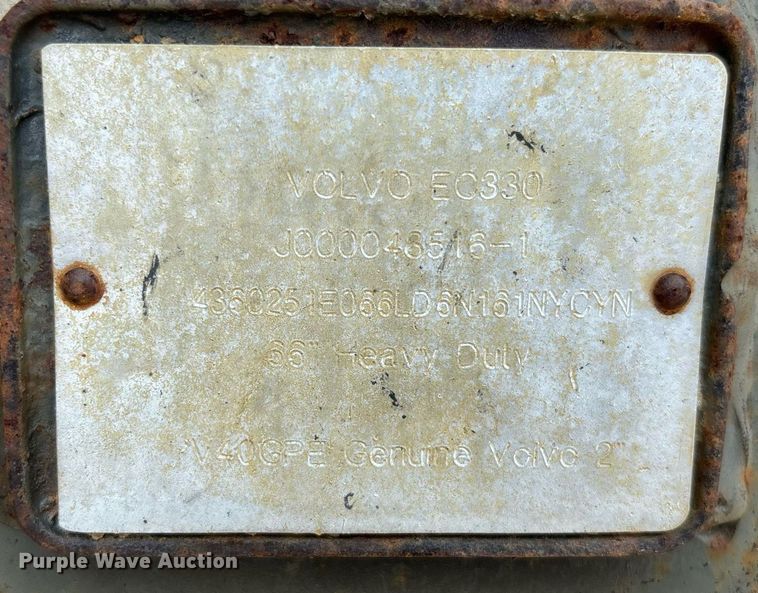 VOLVO EC330
J000043516-1
4360251E066LD6N161NYCYN
66" Heavy Duty
V40GPE Genuine Volvo 2"
Purple Wave Auction